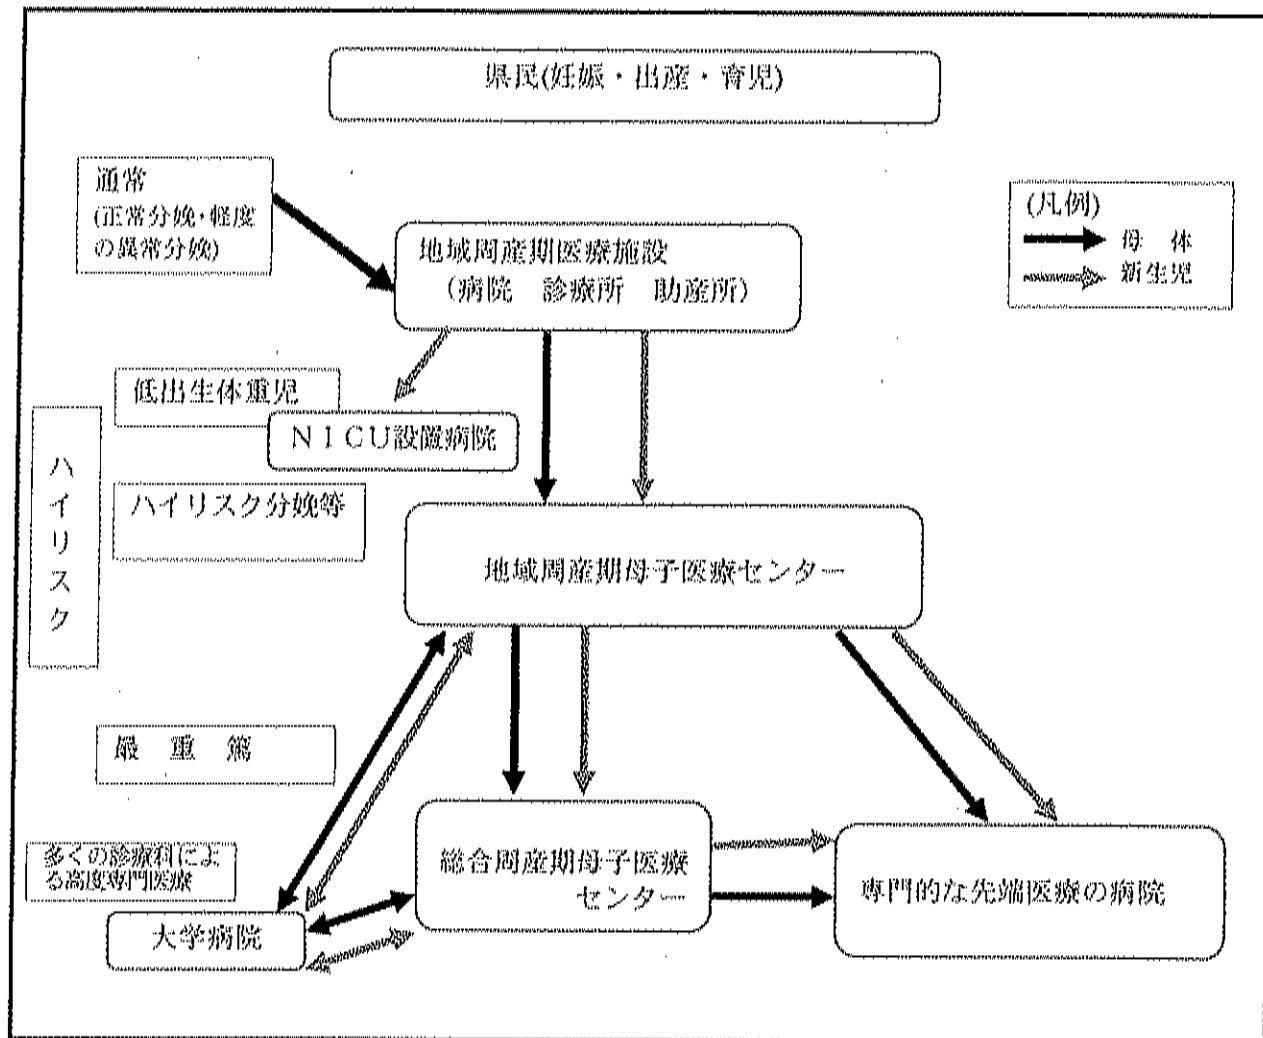 県民(妊娠・出産・育児)
通常
(正常分娩・軽度
の異常分娩)
(凡例)
母 体
新生児
地域周産期医療施設
（病院 診療所 助産所）
低出生体重児
ＮＩＣＵ設置病院
ハイリスク
ハイリスク分娩等
地域周産期母子医療センター
最 重 篤
多くの診療科によ
る高度専門医療
大学病院
総合周産期母子医療
センター
専門的な先端医療の病院